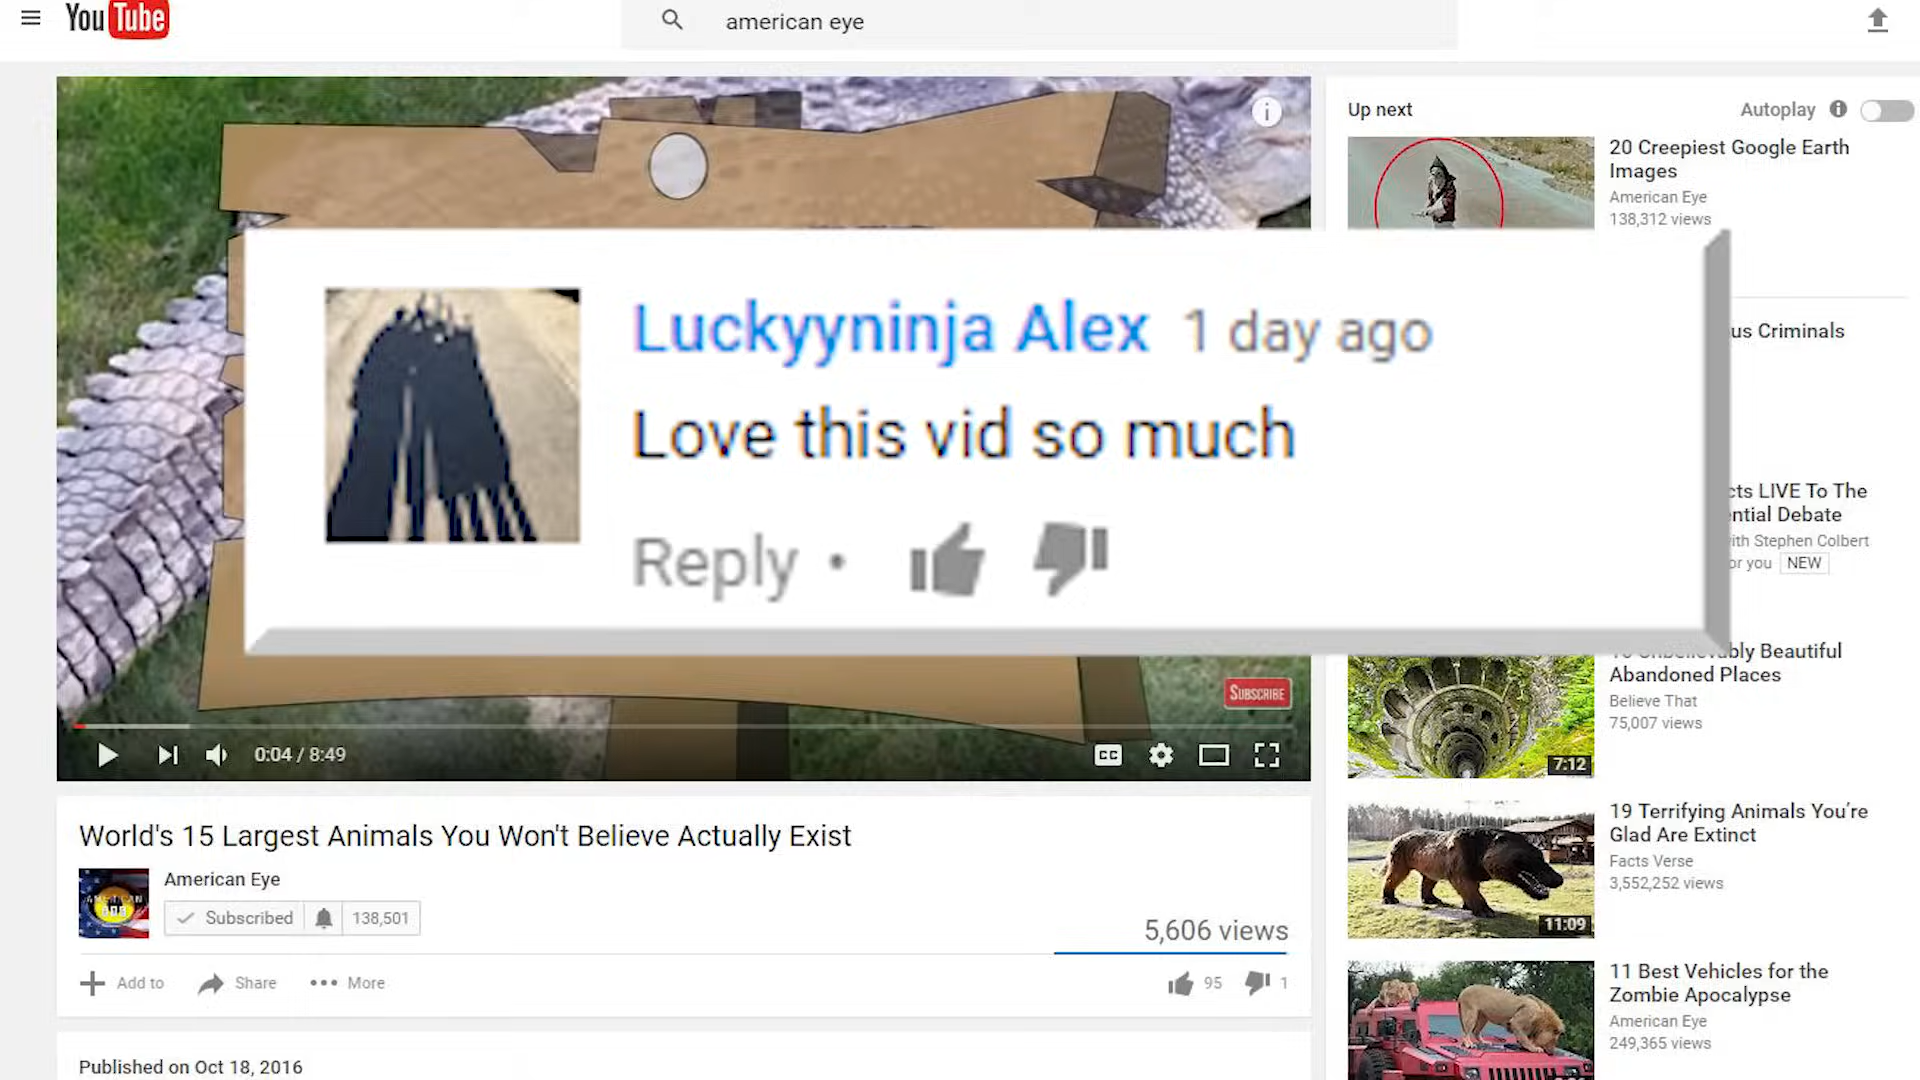 YouTube
american eye
Up next
Autoplay
20 Creepiest Google Earth
Images
American Eye
138,312 views
Luckyyninja Alex 1 day ago
Love this vid so much
Reply •
us Criminals
cts LIVE To The
ential Debate
ith Stephen Colbert
or you NEW
Beautiful
Abandoned Places
Believe That
75,007 views
7:12
SUBSCRIBE
0:04 / 8:49
CC
19 Terrifying Animals You're
Glad Are Extinct
Facts Verse
3,552,252 views
11:09
World's 15 Largest Animals You Won't Believe Actually Exist
American Eye
Subscribed 138,501
5,606 views
Add to Share More
95 1
11 Best Vehicles for the
Zombie Apocalypse
American Eye
249,365 views
Published on Oct 18, 2016